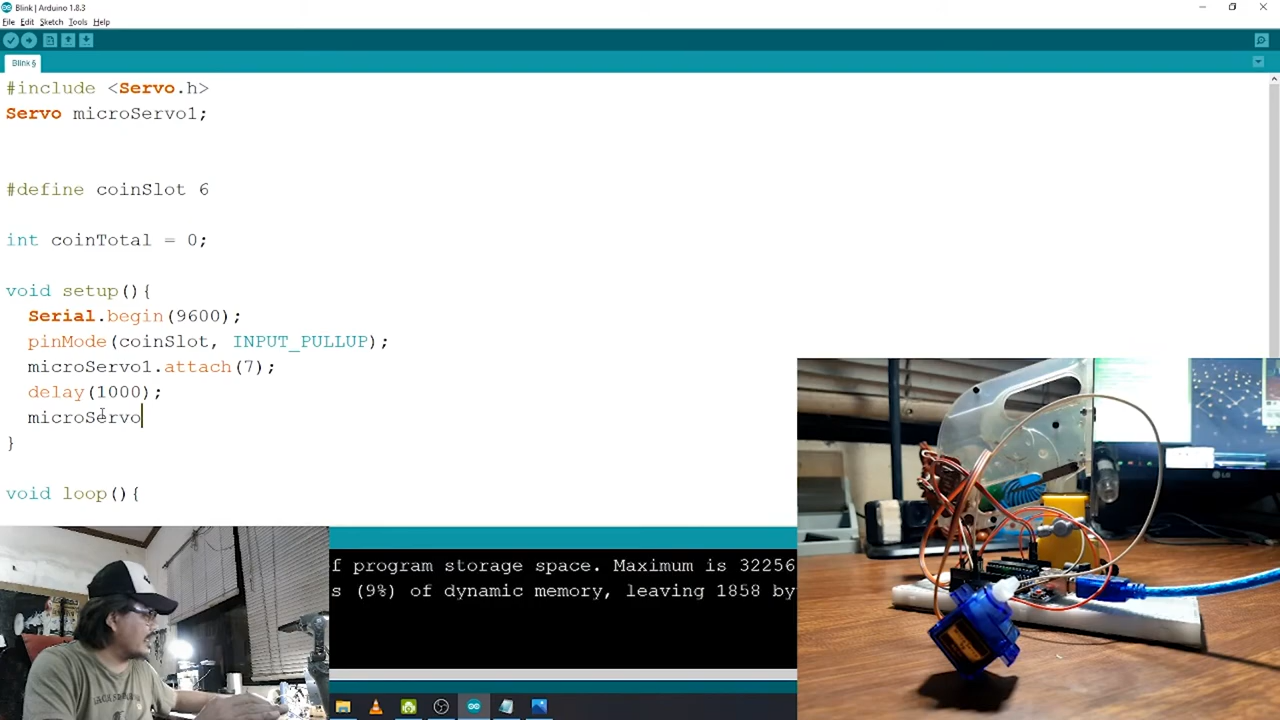 Blink | Arduino 1.8.3
File Edit Sketch Tools Help
Blink §
#include <Servo.h>
Servo microServo1;
#define coinSlot 6
int coinTotal = 0;
void setup(){
Serial.begin(9600);
pinMode(coinSlot, INPUT_PULLUP);
microServo1.attach(7);
delay(1000);
microServo
}
void loop(){
f program storage space. Maximum is 32256
s (9%) of dynamic memory, leaving 1858 by
LG